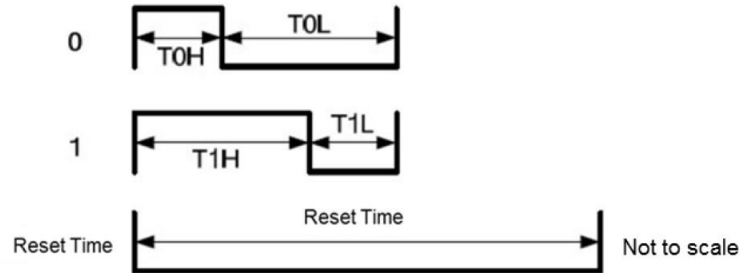 0 T0H T0L
1 T1H T1L
Reset Time Reset Time Not to scale